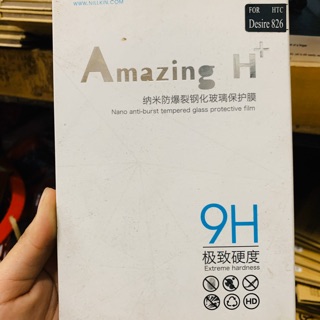 WWW.NILLKIN.COM
FOR HTC
Desire 826
Amazing H+
纳米防爆裂钢化玻璃保护膜
Nano anti-burst tempered glass protective film
9H
极致硬度
Extreme hardness
HD